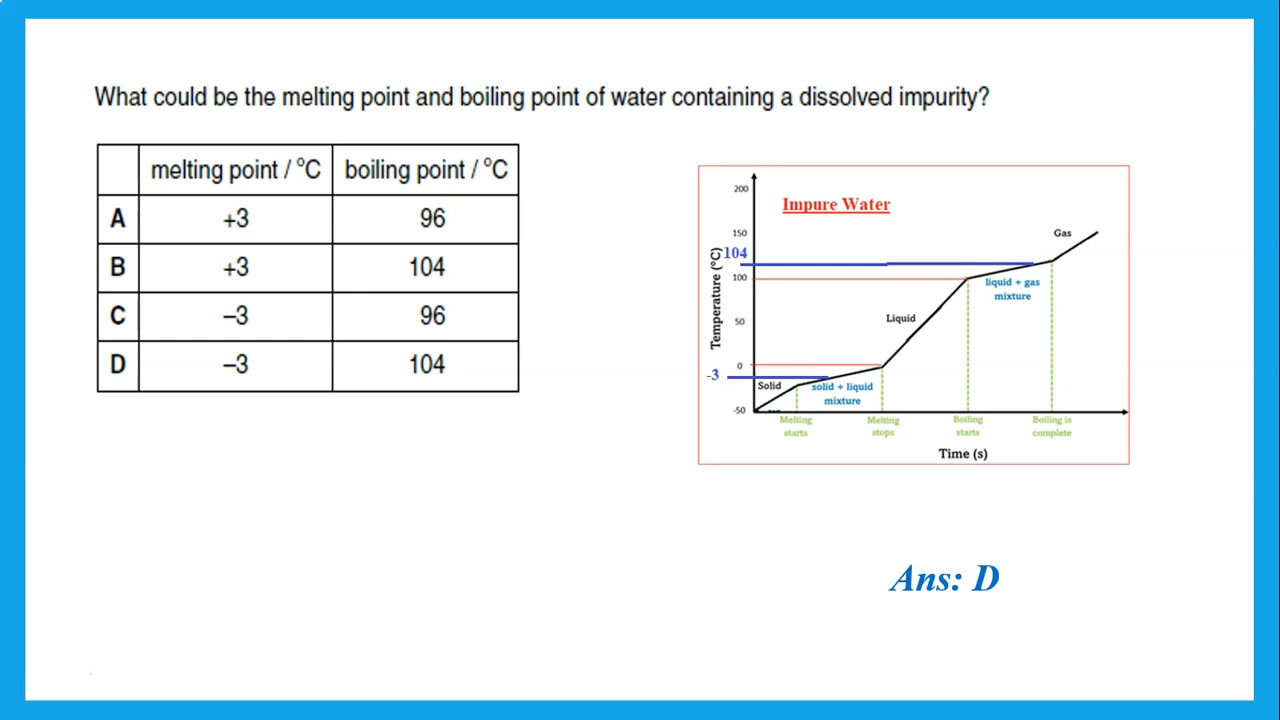 What could be the melting point and boiling point of water containing a dissolved impurity?
melting point / °C boiling point / °C
A +3 96
B +3 104
C –3 96
D –3 104
Impure Water
Temperature (°C)
200
150
104
100
50
0
-3
-50
Solid
solid + liquid
mixture
Liquid
liquid + gas
mixture
Gas
Melting
starts
Melting
stops
Boiling
starts
Boiling is
complete
Time (s)
Ans: D